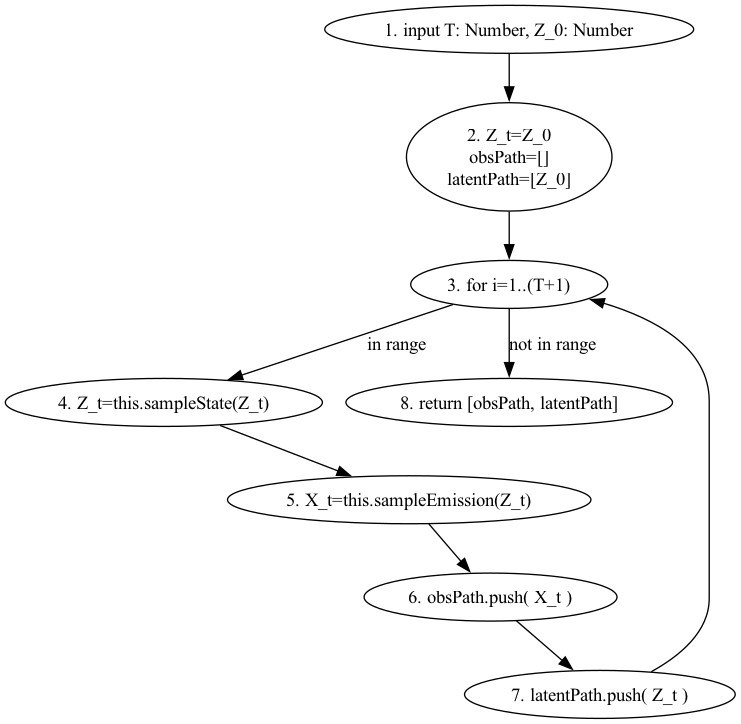 1. input T: Number, Z_0: Number
2. Z_t=Z_0
obsPath=[]
latentPath=[Z_0]
3. for i=1..(T+1)
in range
not in range
4. Z_t=this.sampleState(Z_t)
8. return [obsPath, latentPath]
5. X_t=this.sampleEmission(Z_t)
6. obsPath.push( X_t )
7. latentPath.push( Z_t )